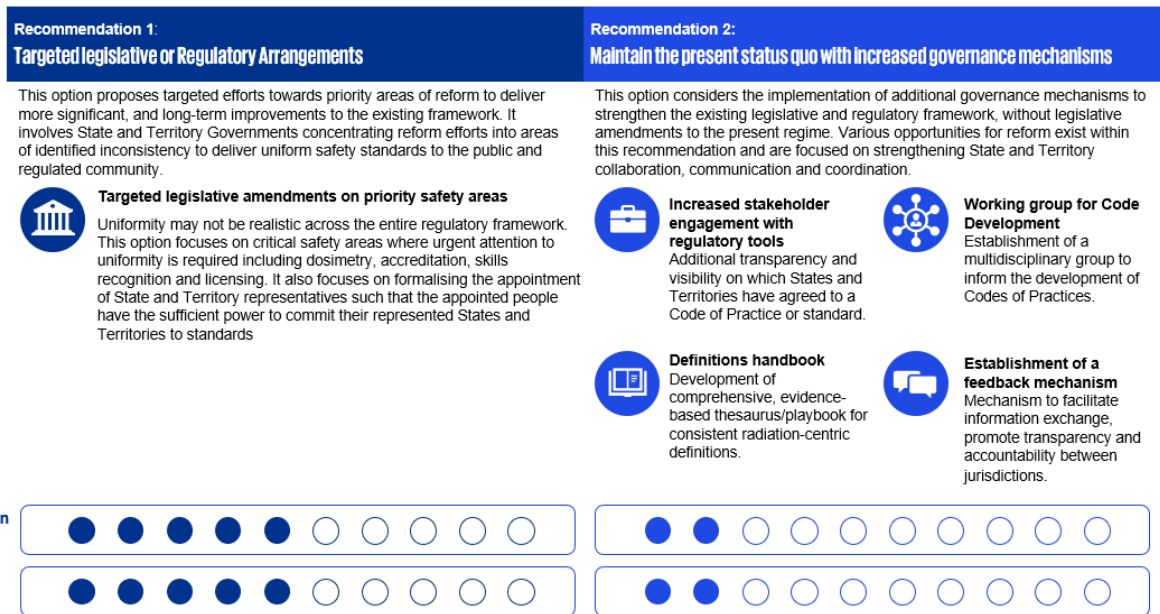 Recommendation 1:
Targeted legislative or Regulatory Arrangements
This option proposes targeted efforts towards priority areas of reform to deliver
more significant, and long-term improvements to the existing framework. It
involves State and Territory Governments concentrating reform efforts into areas
of identified inconsistency to deliver uniform safety standards to the public and
regulated community.
Targeted legislative amendments on priority safety areas
Uniformity may not be realistic across the entire regulatory framework.
This option focuses on critical safety areas where urgent attention to
uniformity is required including dosimetry, accreditation, skills
recognition and licensing. It also focuses on formalising the appointment
of State and Territory representatives such that the appointed people
have the sufficient power to commit their represented States and
Territories to standards
Recommendation 2:
Maintain the present status quo with increased governance mechanisms
This option considers the implementation of additional governance mechanisms to
strengthen the existing legislative and regulatory framework, without legislative
amendments to the present regime. Various opportunities for reform exist within
this recommendation and are focused on strengthening State and Territory
collaboration, communication and coordination.
Increased stakeholder
engagement with
regulatory tools
Additional transparency and
visibility on which States and
Territories have agreed to a
Code of Practice or standard.
Working group for Code
Development
Establishment of a
multidisciplinary group to
inform the development of
Codes of Practices.
Definitions handbook
Development of
comprehensive, evidence-
based thesaurus/playbook for
consistent radiation-centric
definitions.
Establishment of a
feedback mechanism
Mechanism to facilitate
information exchange,
promote transparency and
accountability between
jurisdictions.
n